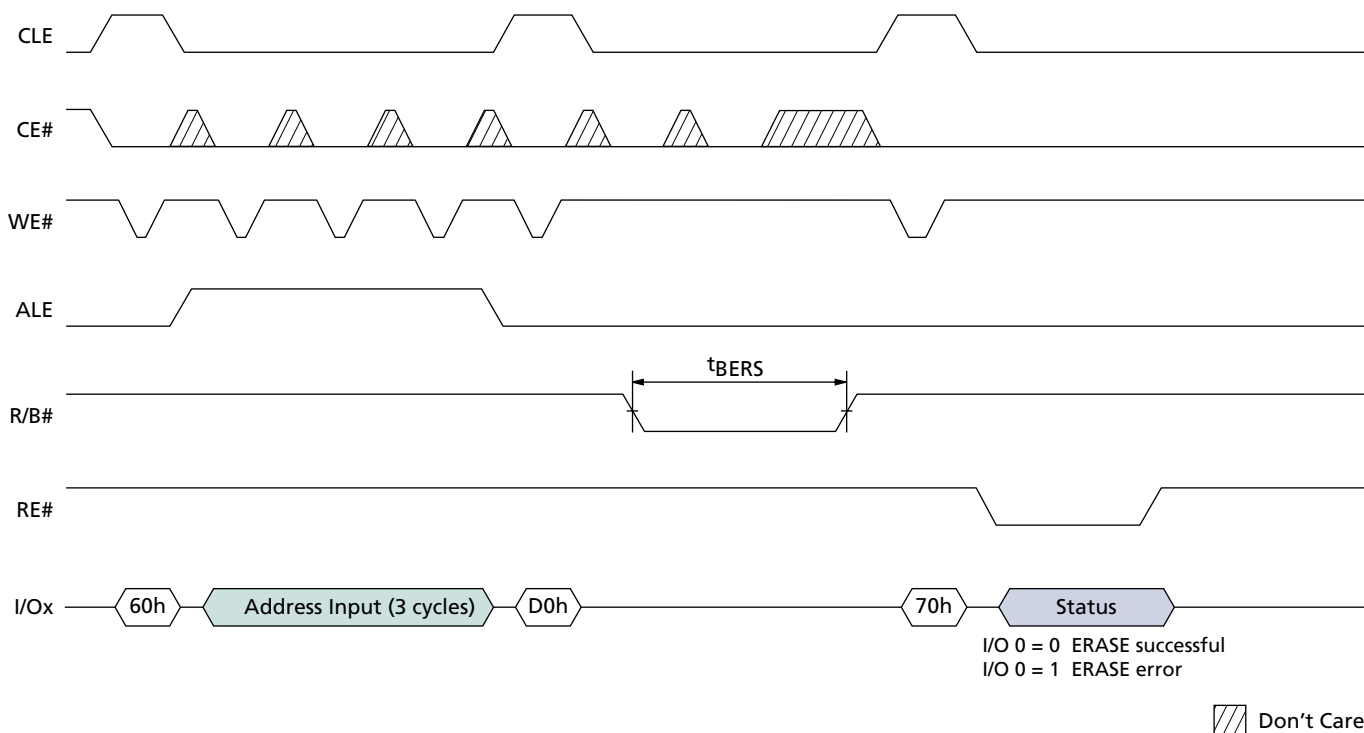 CLE
CE#
WE#
ALE
tBERS
R/B#
RE#
I/Ox
60h
Address Input (3 cycles)
D0h
70h
Status
I/O 0 = 0 ERASE successful
I/O 0 = 1 ERASE error
Don't Care